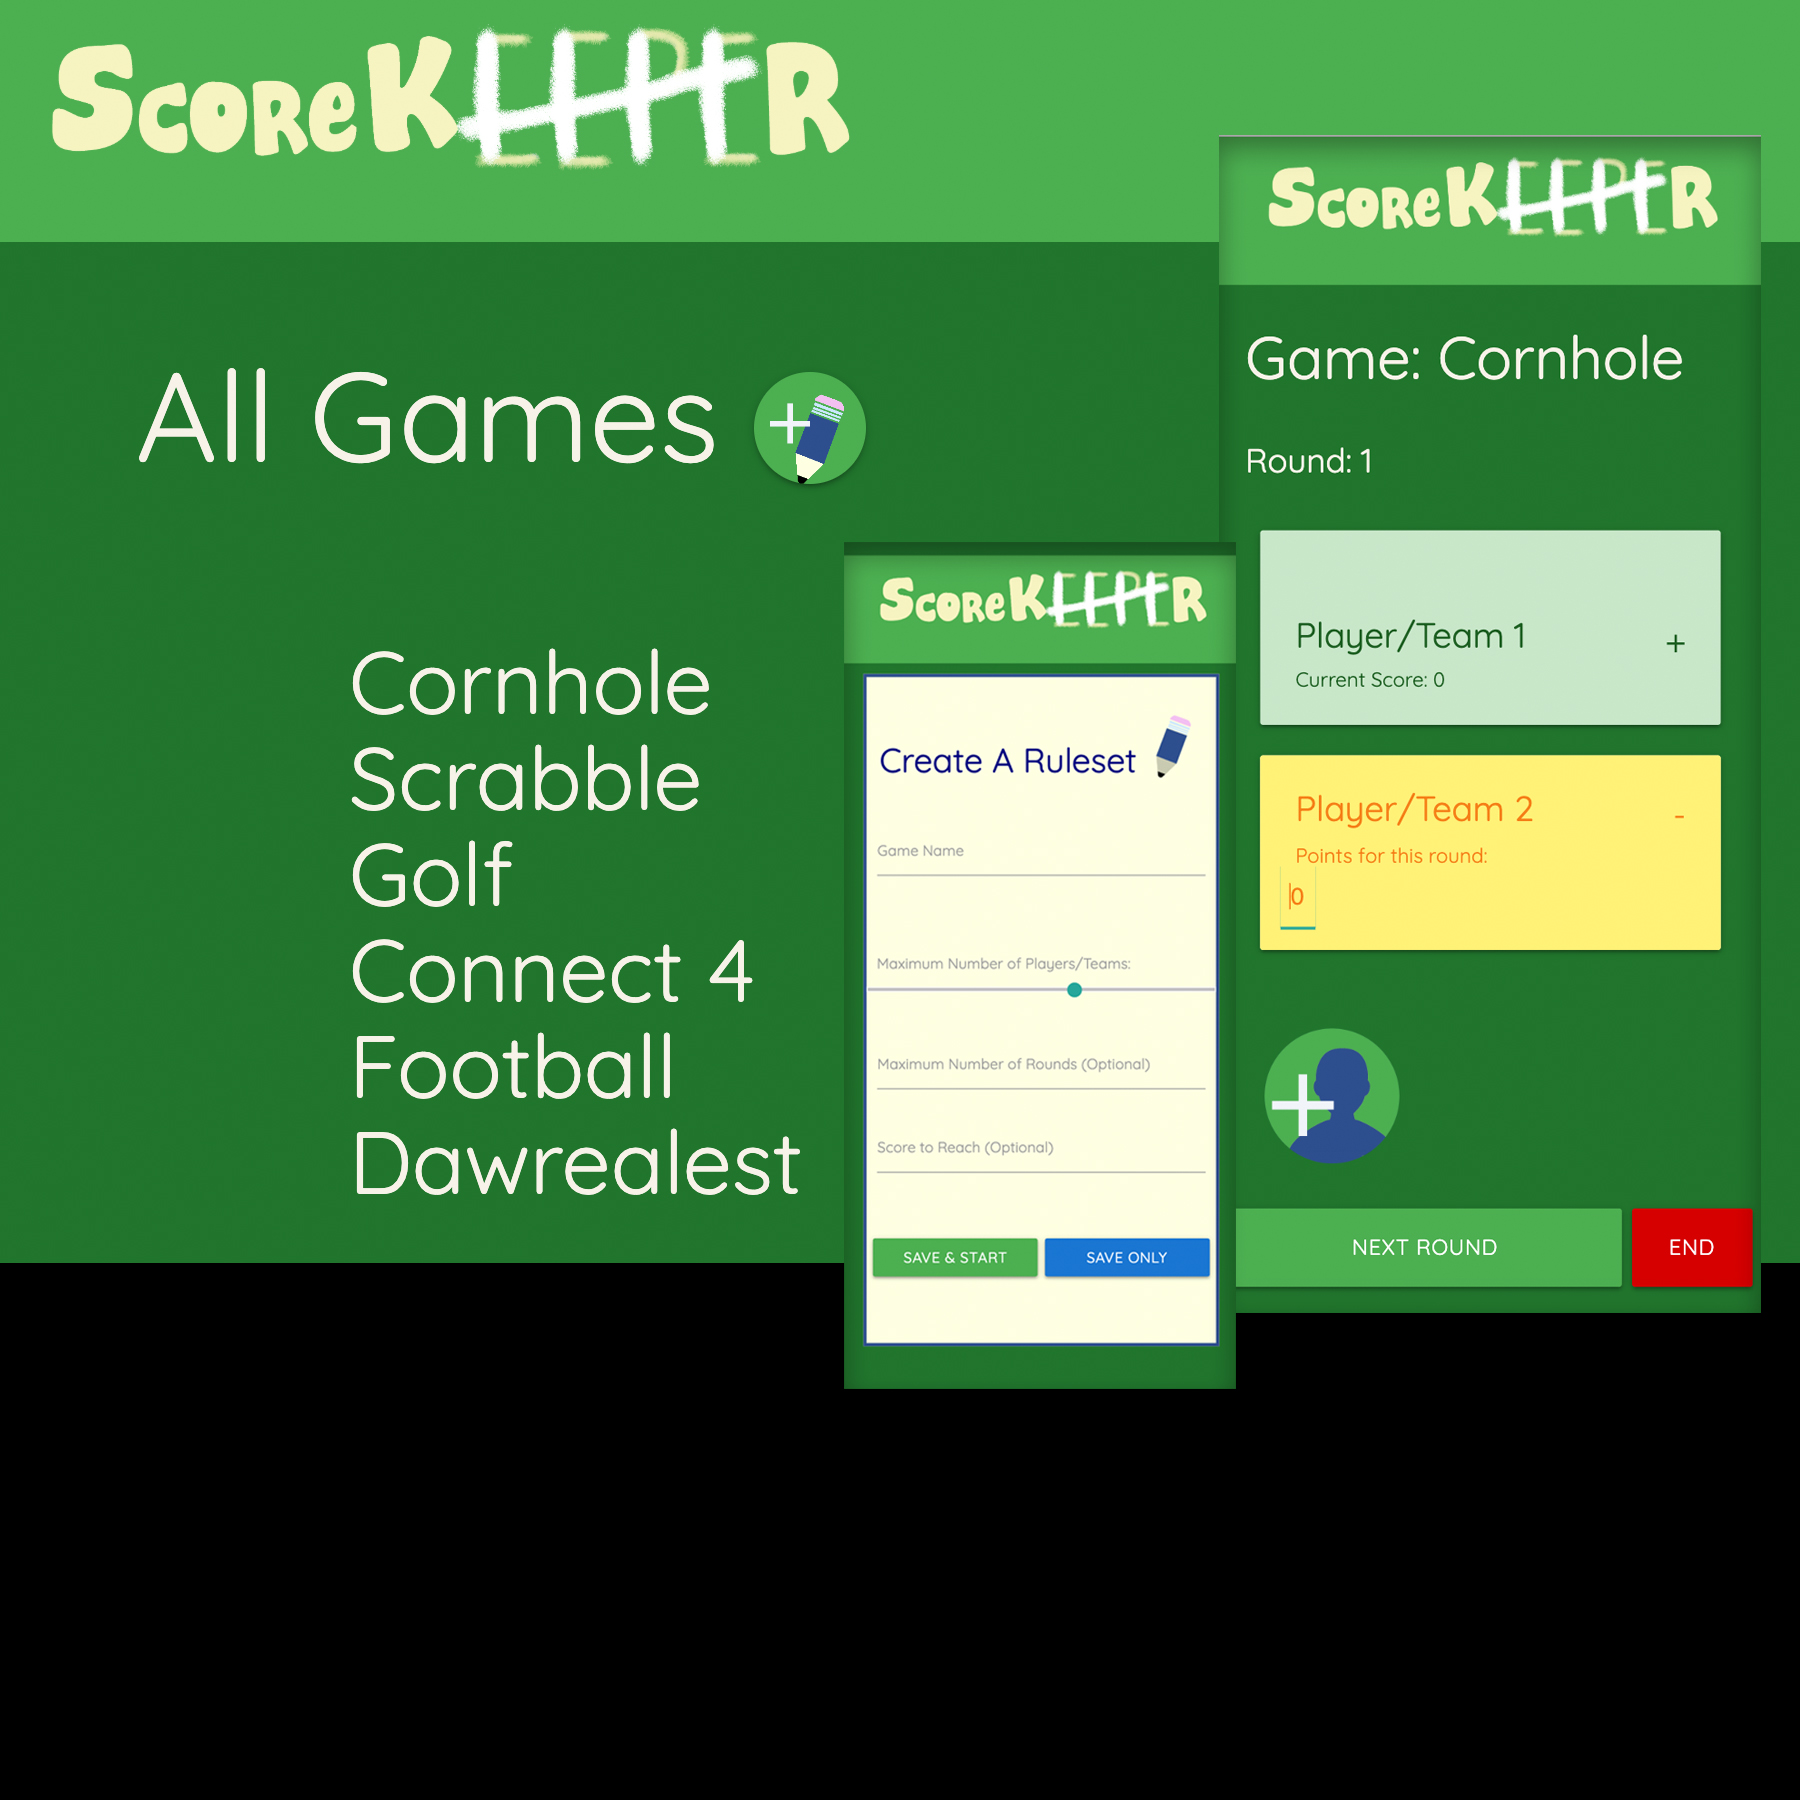 ScoreKEEPER
All Games
Cornhole
Scrabble
Golf
Connect 4
Football
Dawrealest
ScoreKEEPER
Create A Ruleset
Game Name
Maximum Number of Players/Teams:
Maximum Number of Rounds (Optional)
Score to Reach (Optional)
SAVE & START
SAVE ONLY
ScoreKEEPER
Game: Cornhole
Round: 1
Player/Team 1
+
Current Score: 0
Player/Team 2
-
Points for this round:
0
NEXT ROUND
END